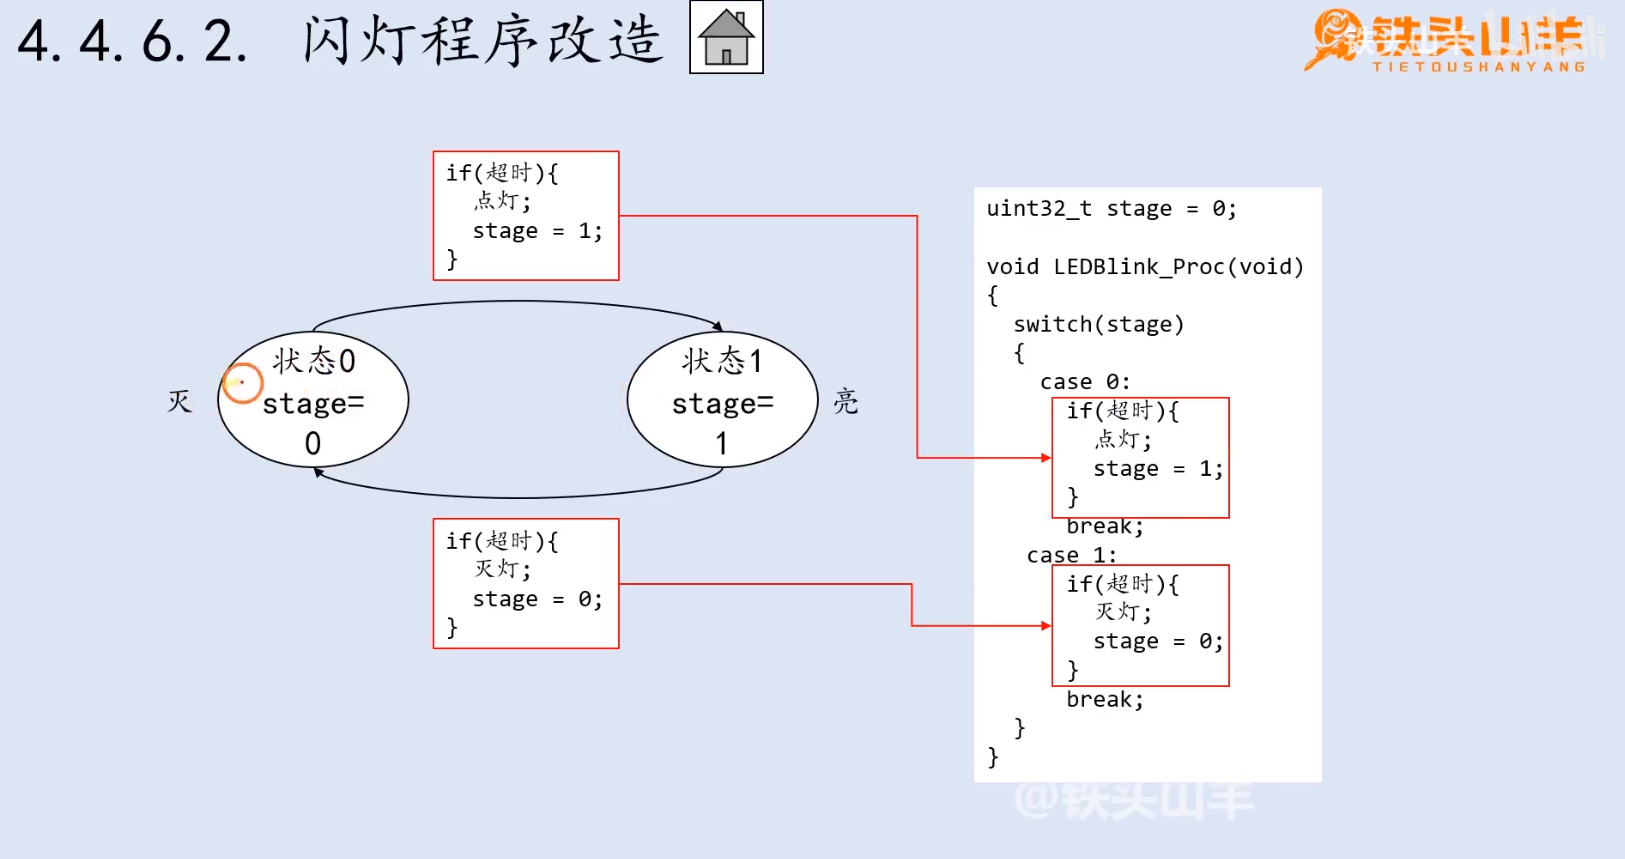 4.4.6.2. 闪灯程序改造
铁头山羊
TIETOUSHANYANG
if(超时){
点灯;
stage = 1;
}
状态0
stage=
0
灭
状态1
stage=
1
亮
if(超时){
灭灯;
stage = 0;
}
uint32_t stage = 0;
void LEDBlink_Proc(void)
{
switch(stage)
{
case 0:
if(超时){
点灯;
stage = 1;
}
break;
case 1:
if(超时){
灭灯;
stage = 0;
}
break;
}
}
@铁头山羊